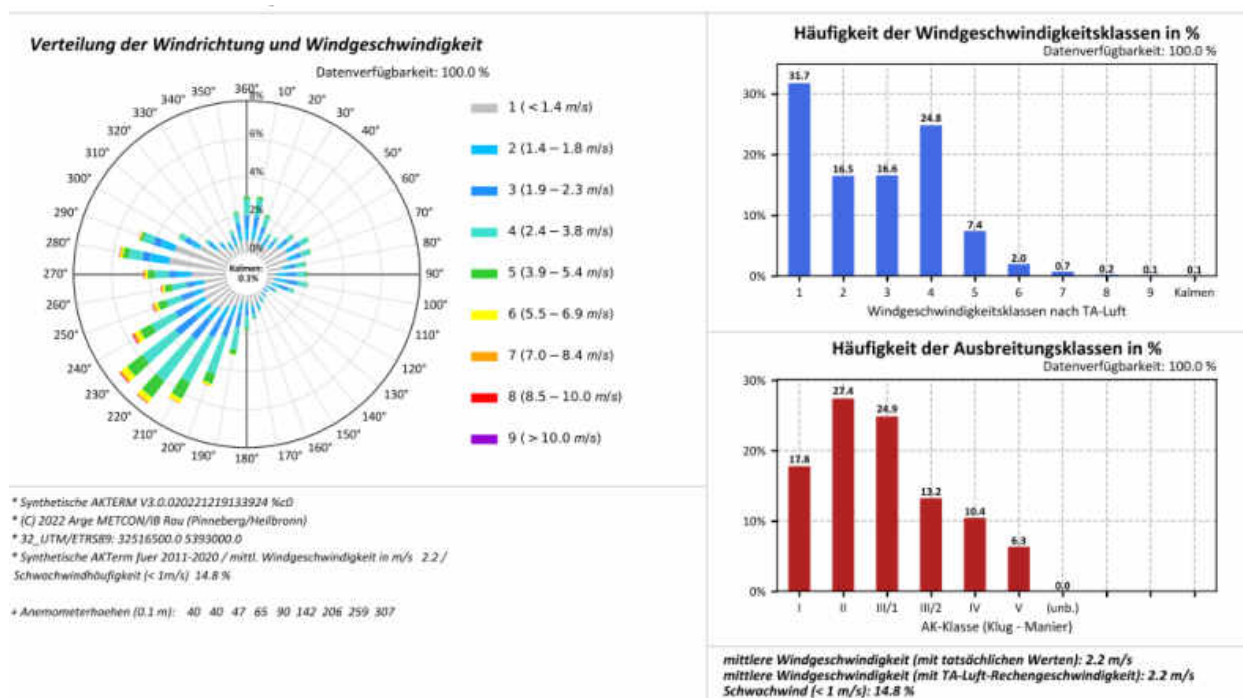 Verteilung der Windrichtung und Windgeschwindigkeit
Datenverfügbarkeit: 100.0 %
360°
10°
20°
30°
40°
50°
60°
70°
80°
90°
100°
110°
120°
130°
140°
150°
160°
170°
180°
190°
200°
210°
220°
230°
240°
250°
260°
270°
280°
290°
300°
310°
320°
330°
340°
350°
8%
6%
4%
2%
0%
Kalmen:
0.1%
1 (< 1.4 m/s)
2 (1.4 – 1.8 m/s)
3 (1.9 – 2.3 m/s)
4 (2.4 – 3.8 m/s)
5 (3.9 – 5.4 m/s)
6 (5.5 – 6.9 m/s)
7 (7.0 – 8.4 m/s)
8 (8.5 – 10.0 m/s)
9 (> 10.0 m/s)
* Synthetische AKTERM V3.0.020221219133924 %c0
* (C) 2022 Arge METCON/IB Rau (Pinneberg/Heilbronn)
* 32_UTM/ETRS89: 32516500.0 5393000.0
* Synthetische AKTerm fuer 2011-2020 / mittl. Windgeschwindigkeit in m/s 2.2 /
Schwachwindhäufigkeit (< 1m/s) 14.8 %
+ Anemometerhoehen (0.1 m): 40 40 47 65 90 142 206 259 307
Häufigkeit der Windgeschwindigkeitsklassen in %
Datenverfügbarkeit: 100.0 %
30%
20%
10%
0%
31.7
16.5
16.6
24.8
7.4
2.0
0.7
0.2
0.1
0.1
1 2 3 4 5 6 7 8 9 Kalmen
Windgeschwindigkeitsklassen nach TA-Luft
Häufigkeit der Ausbreitungsklassen in %
Datenverfügbarkeit: 100.0 %
30%
20%
10%
0%
17.8
27.4
24.9
13.2
10.4
6.3
0.0
I II III/1 III/2 IV V (unb.)
AK-Klasse (Klug - Manier)
mittlere Windgeschwindigkeit (mit tatsächlichen Werten): 2.2 m/s
mittlere Windgeschwindigkeit (mit TA-Luft-Rechengeschwindigkeit): 2.2 m/s
Schwachwind (< 1 m/s): 14.8 %